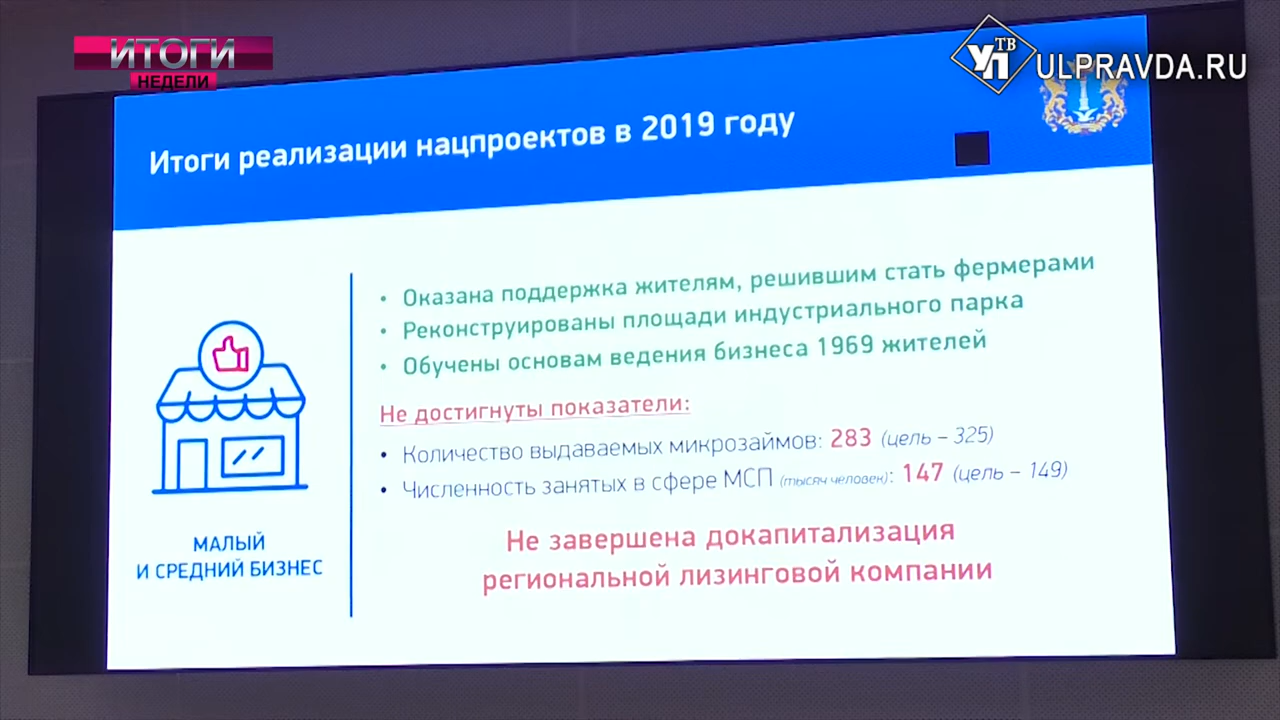 ИТОГИ
НЕДЕЛИ
УП ТВ
ULPRAVDA.RU
Итоги реализации нацпроектов в 2019 году
• Оказана поддержка жителям, решившим стать фермерами
• Реконструированы площади индустриального парка
• Обучены основам ведения бизнеса 1969 жителей
Не достигнуты показатели:
• Количество выдаваемых микрозаймов: 283 (цель – 325)
• Численность занятых в сфере МСП (тысяч человек): 147 (цель – 149)
Не завершена докапитализация
региональной лизинговой компании
МАЛЫЙ
И СРЕДНИЙ БИЗНЕС